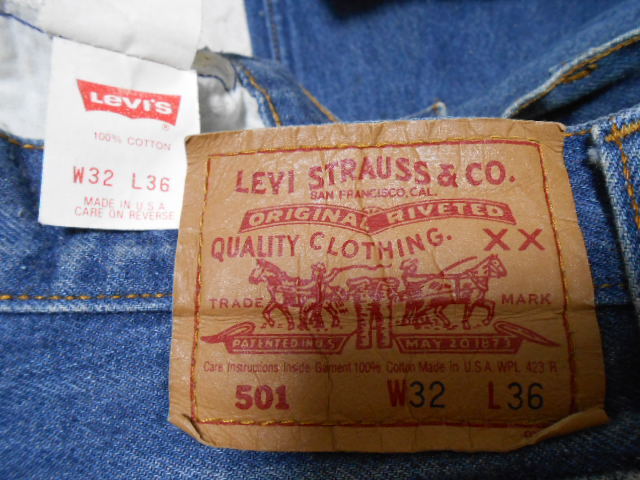 Levi's
®
100% COTTON
W32 L36
MADE IN U.S.A.
CARE ON REVERSE
LEVI STRAUSS & CO.
SAN FRANCISCO, CAL.
ORIGINAL RIVETED
QUALITY CLOTHING. XX
TRADE MARK
PATENTED IN U.S. MAY 20 1873
Care Instructions Inside Garment 100% Cotton Made in U.S.A. WPL 423 R
501 W32 L36